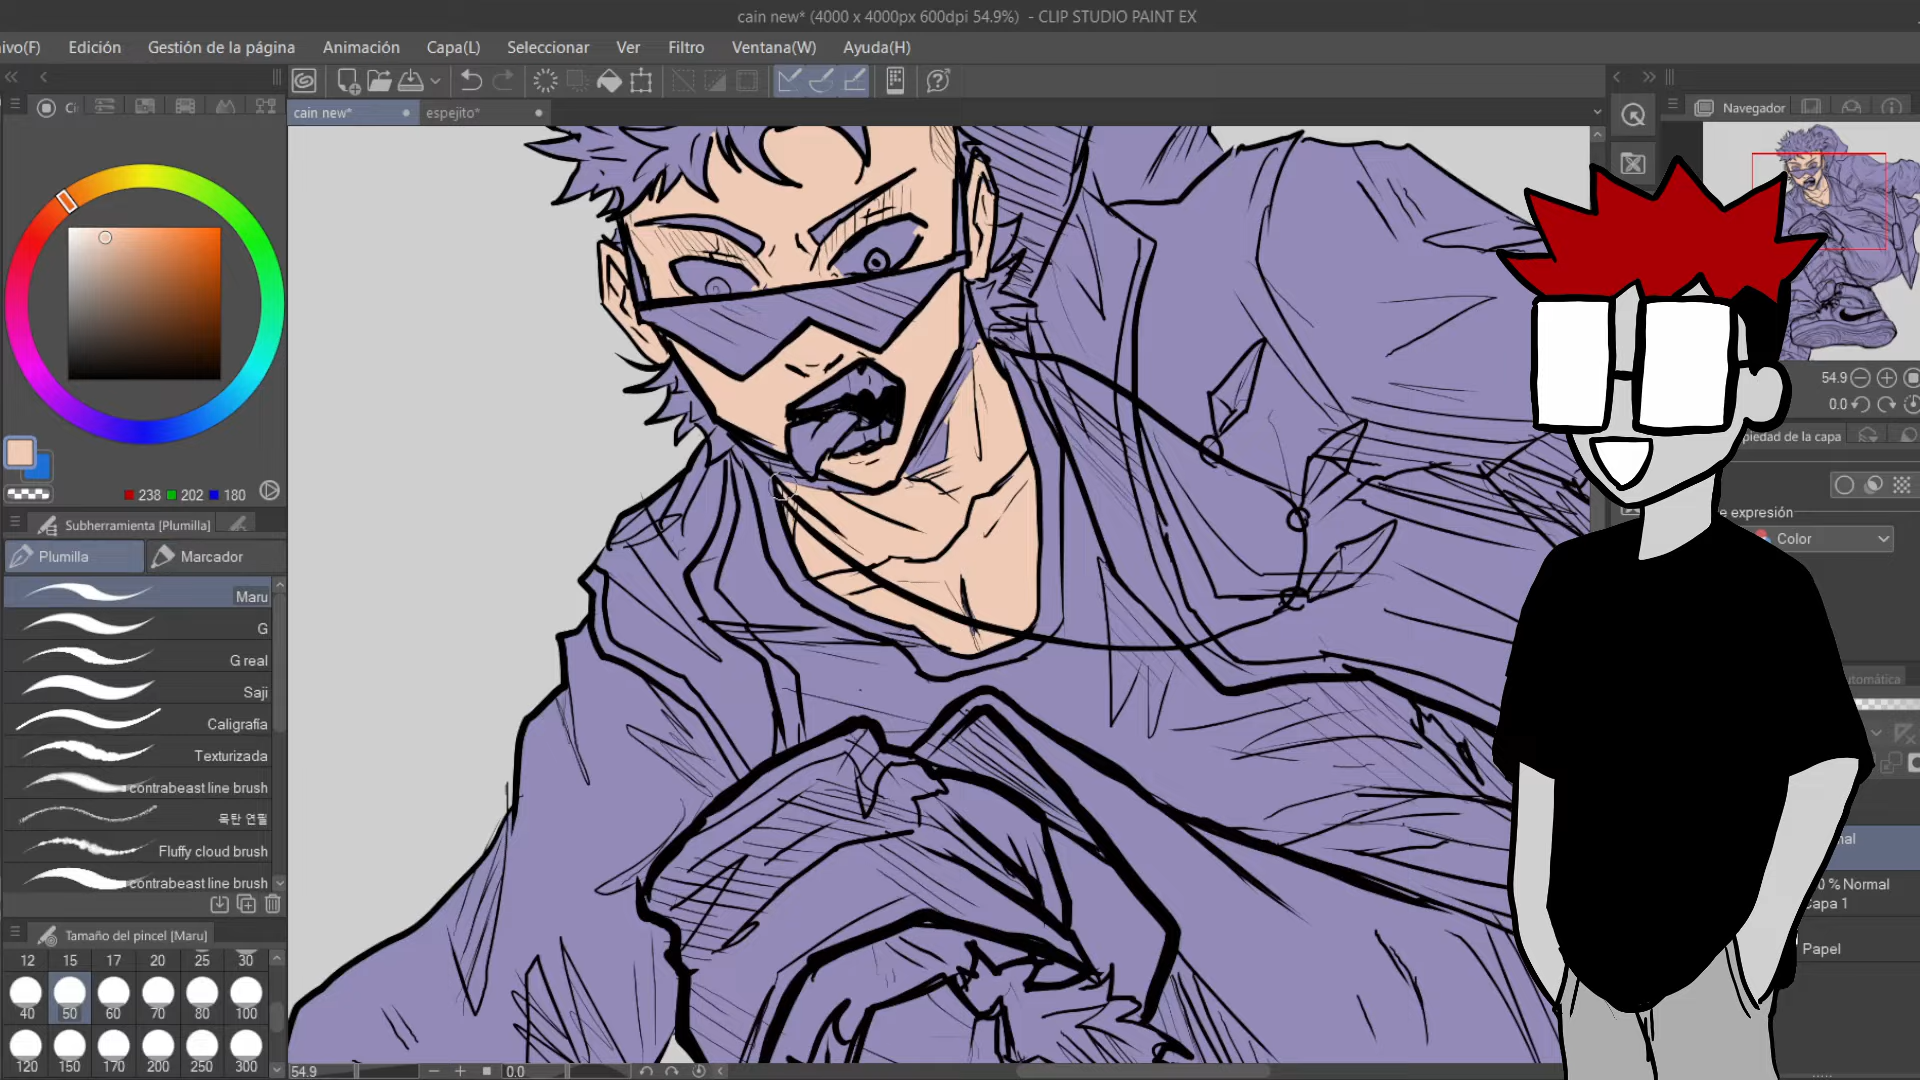 cain new* (4000 x 4000px 600dpi 54.9%) - CLIP STUDIO PAINT EX
ivo(F) Edición Gestión de la página Animación Capa(L) Seleccionar Ver Filtro Ventana(W) Ayuda(H)
cain new* espejito*
Navegador
54.9
0.0
238 202 180
Subherramienta [Plumilla]
Plumilla Marcador
Maru
G
G real
Saji
Caligrafía
Texturizada
contrabeast line brush
목탄 연필
Fluffy cloud brush
contrabeast line brush
Tamaño del pincel [Maru]
12 15 17 20 25 30
40 50 60 70 80 100
120 150 170 200 250 300
54.9 0.0
piedad de la capa
e expresión
Color
utomática
nal
0 % Normal
Capa 1
Papel